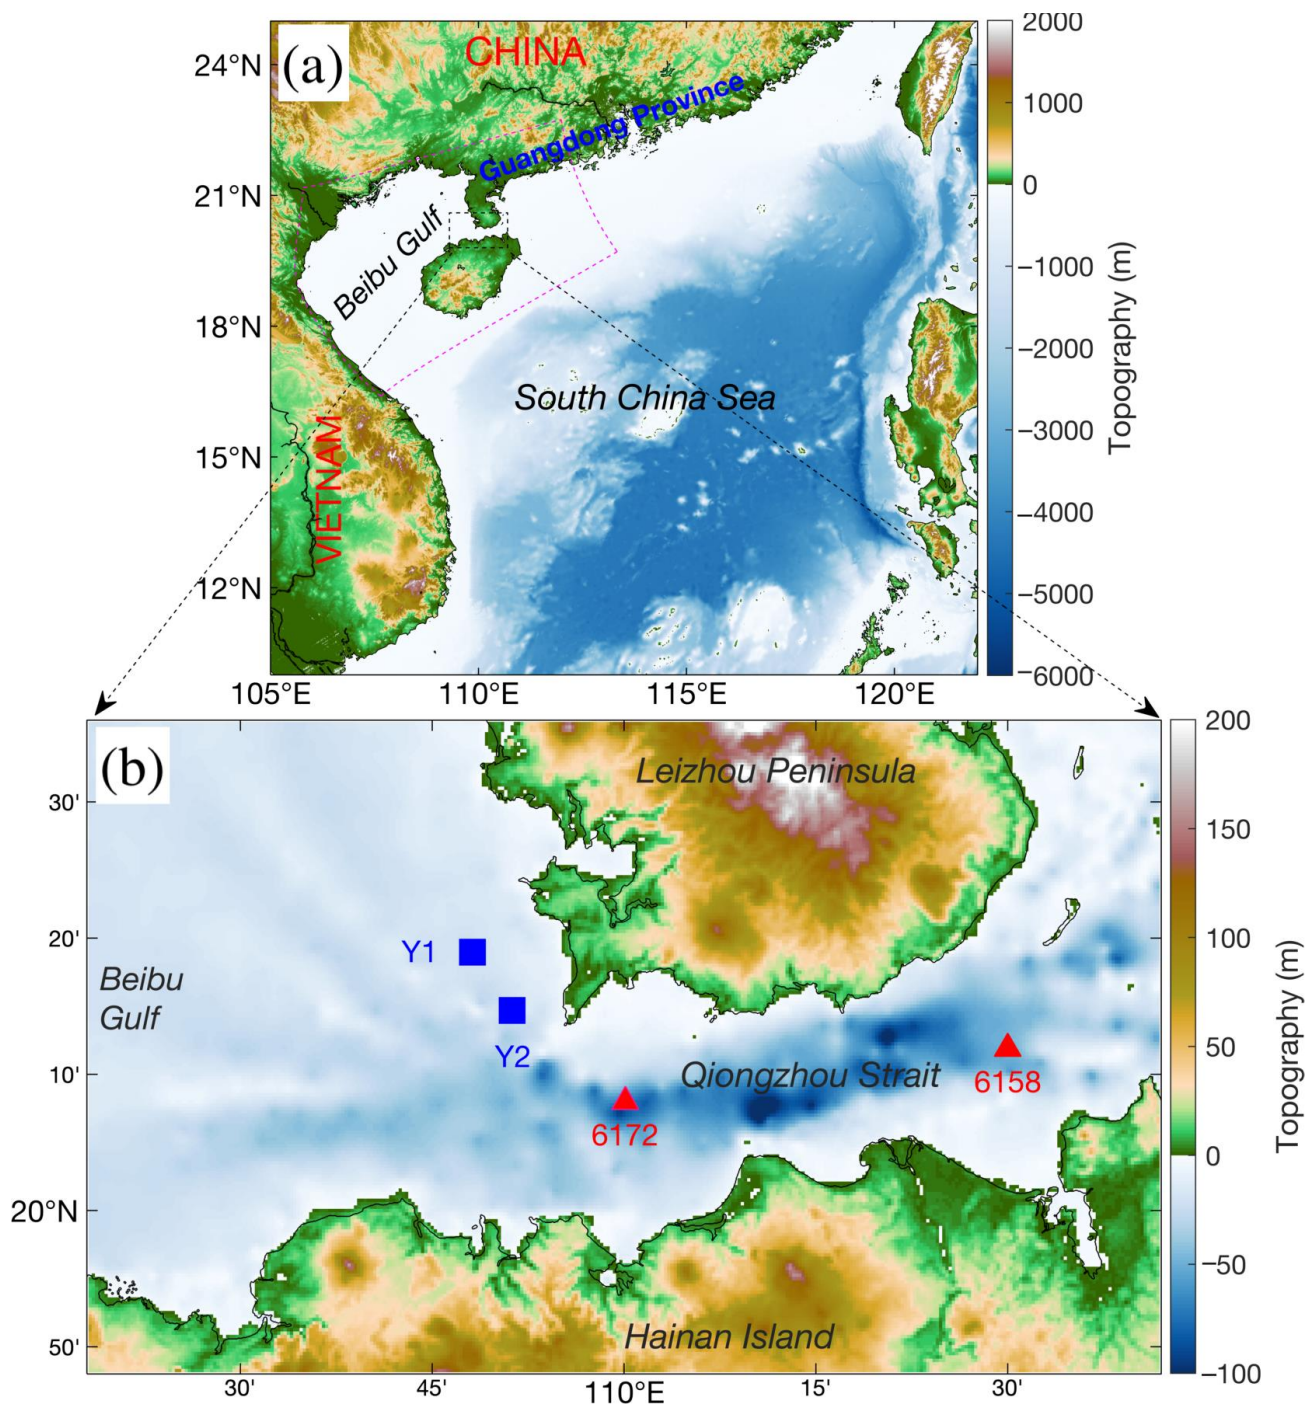 (a)
CHINA
Guangdong Province
Beibu Gulf
South China Sea
VIETNAM
24°N
21°N
18°N
15°N
12°N
105°E
110°E
115°E
120°E
2000
1000
0
−1000
−2000
−3000
−4000
−5000
−6000
Topography (m)
(b)
Leizhou Peninsula
Y1
Beibu
Gulf
Y2
Qiongzhou Strait
6158
6172
Hainan Island
30'
20'
10'
20°N
50'
30'
45'
110°E
15'
30'
200
150
100
50
0
−50
−100
Topography (m)